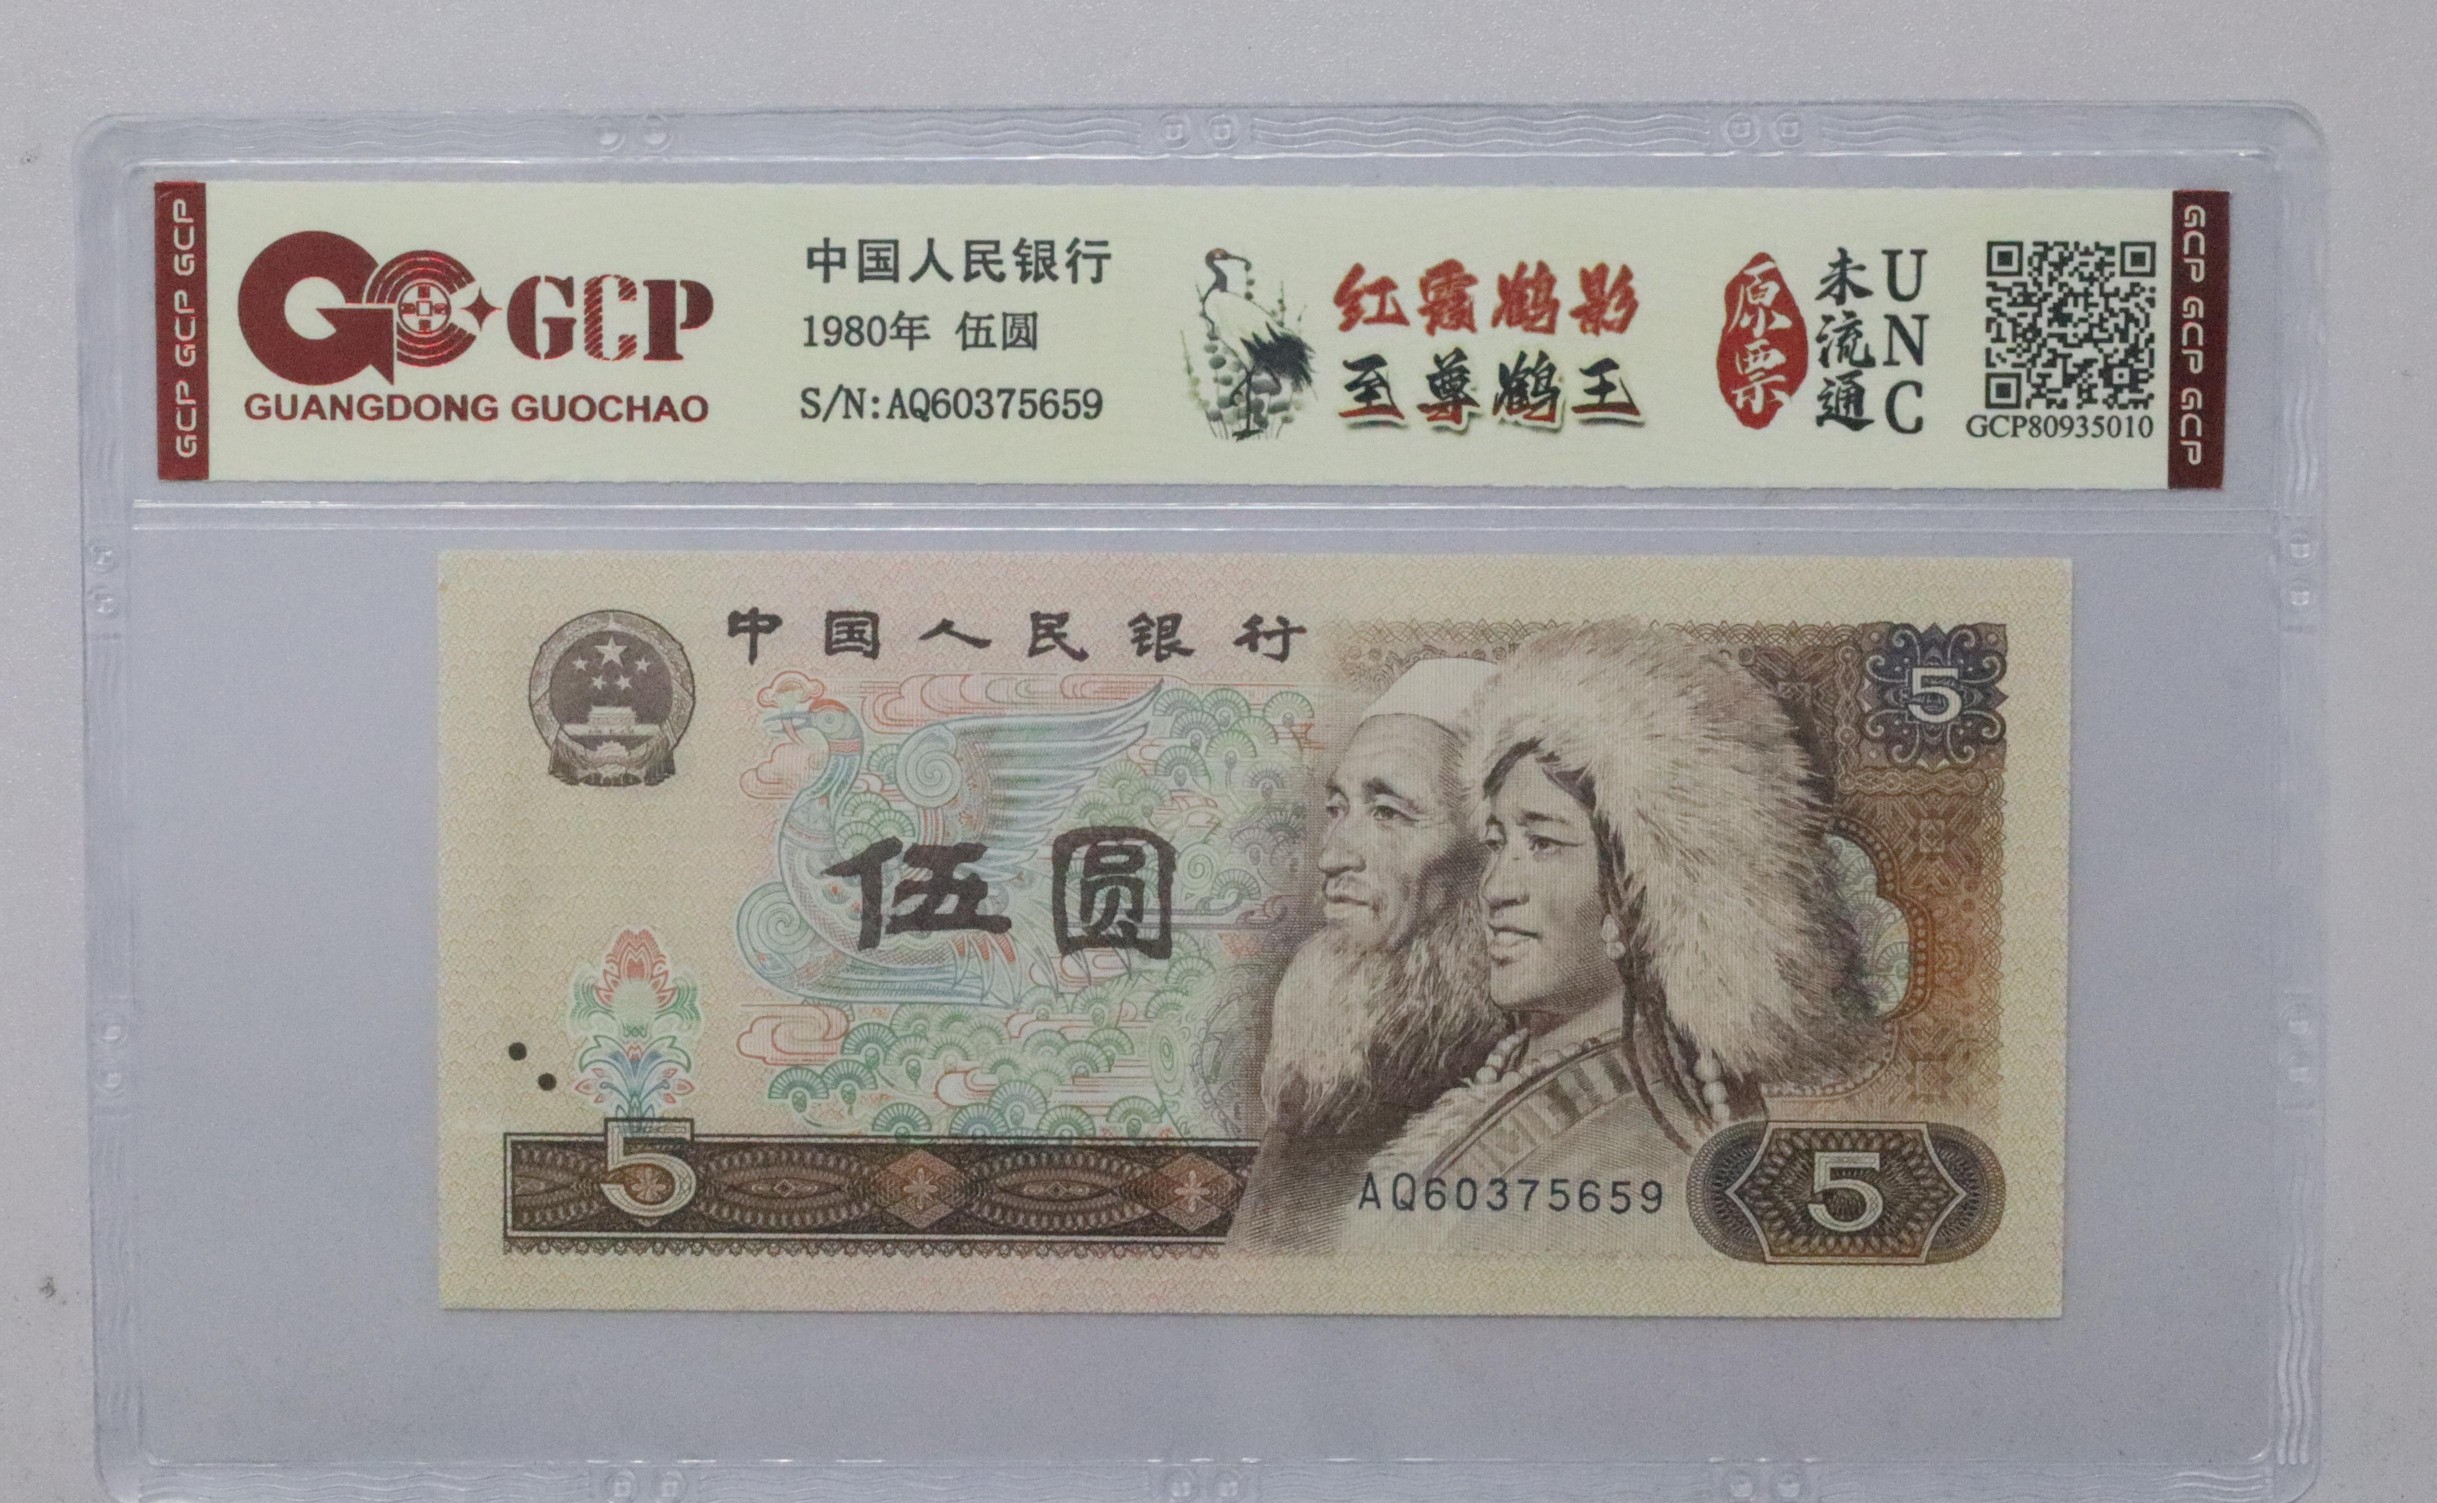 GCP GCP GCP
GCP
GUANGDONG GUOCHAO
中国人民银行
1980年 伍圆
S/N:AQ60375659
红霞鹤影
至尊鹤王
原票
未流通
UNC
GCP80935010
GCP GCP GCP
中国人民银行
5
伍圆
5
AQ60375659
5